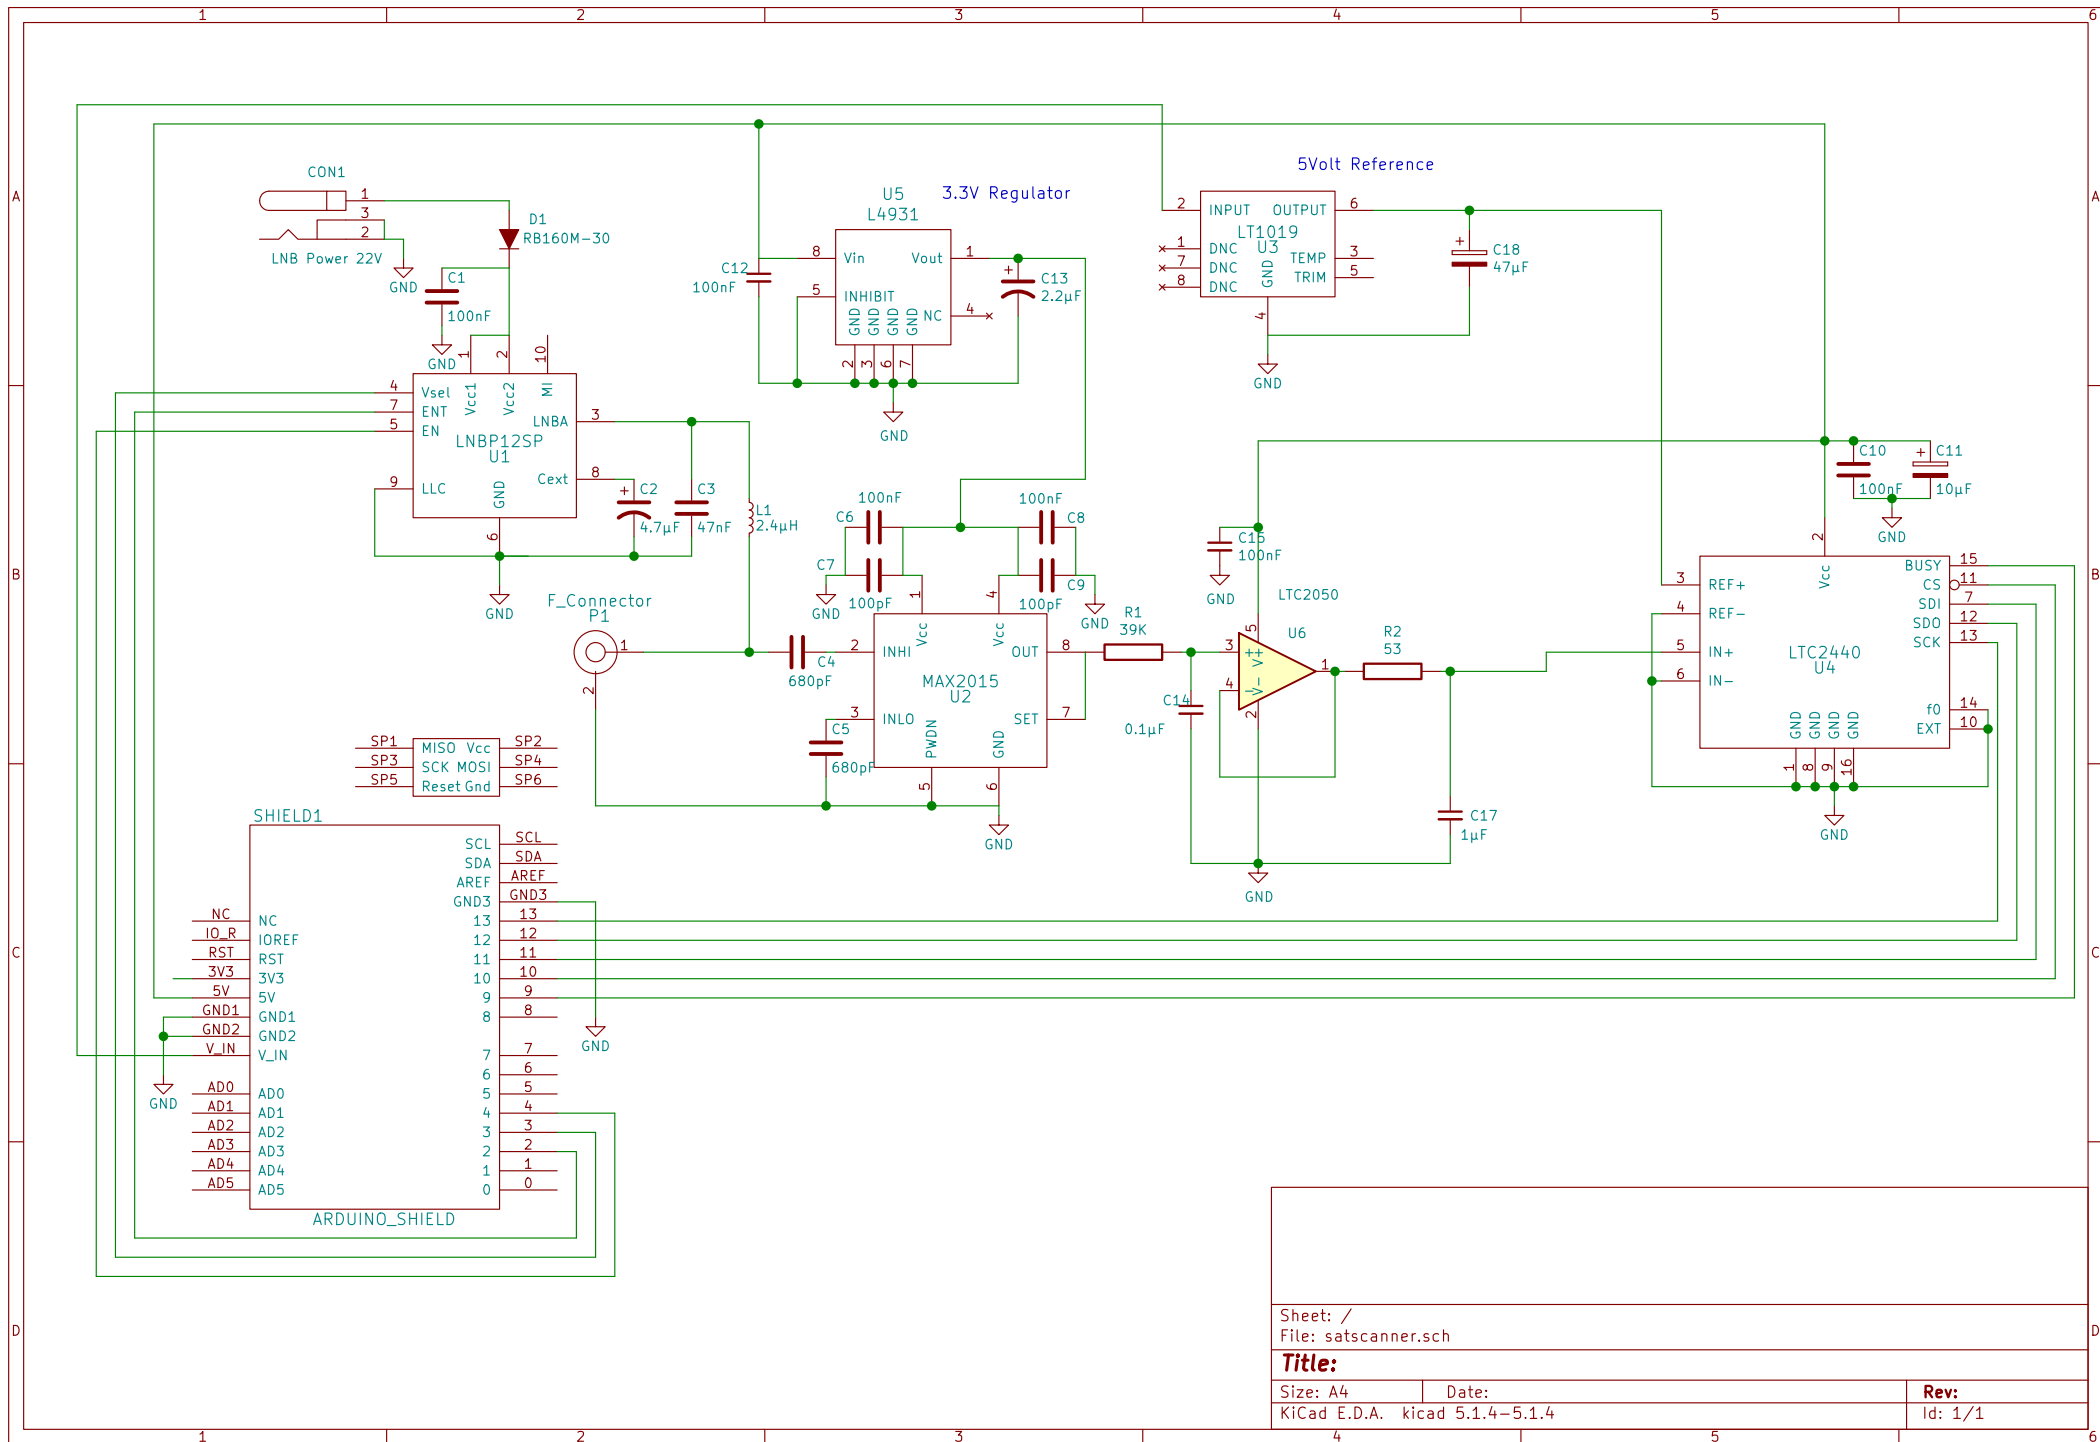 1 2 3 4 5 6
A
B
C
D
A
B
C
D
1 2 3 4 5 6
CON1
1
3
2
LNB Power 22V
GND
D1
RB160M-30
C1
100nF
GND
1
2
10
Vcc1
Vcc2
MI
4 Vsel
7 ENT
5 EN
9 LLC
LNBP12SP
U1
LNBA 3
Cext 8
GND
6
GND
+ C2
4.7µF
C3
47nF
L1
2.4µH
U5
L4931
3.3V Regulator
C12
100nF
8 Vin
5 INHIBIT
Vout 1
NC 4
GND GND GND GND
2 3 6 7
GND
+ C13
2.2µF
5Volt Reference
2 INPUT
1 DNC
7 DNC
8 DNC
OUTPUT 6
LT1019
U3
TEMP 3
TRIM 5
GND
4
GND
+ C18
47µF
F_Connector
P1
1
2
C4
680pF
C5
680pF
100nF
C6
C7
100pF
GND
100nF
C8
C9
100pF
GND
1
4
Vcc
Vcc
2 INHI
3 INLO
OUT 8
SET 7
MAX2015
U2
PWDN
GND
5
6
GND
R1
39K
C14
0.1µF
C15
100nF
GND
LTC2050
U6
3 +
4 -
5 V+
2 V-
1
GND
R2
53
C17
1µF
C10
100nF
+ C11
10µF
GND
2
Vcc
3 REF+
4 REF-
5 IN+
6 IN-
LTC2440
U4
BUSY 15
CS 11
SDI 7
SDO 12
SCK 13
f0 14
EXT 10
GND GND GND GND
1 8 9 16
GND
SP1 MISO Vcc SP2
SP3 SCK MOSI SP4
SP5 Reset Gnd SP6
SHIELD1
SCL SCL
SDA SDA
AREF AREF
GND3 GND3
NC NC 13 13
IO_R IOREF 12 12
RST RST 11 11
3V3 3V3 10 10
5V 5V 9 9
GND1 GND1 8 8
GND2 GND2
V_IN V_IN 7 7
6 6
AD0 AD0 5 5
AD1 AD1 4 4
AD2 AD2 3 3
AD3 AD3 2 2
AD4 AD4 1 1
AD5 AD5 0 0
ARDUINO_SHIELD
GND
GND
Sheet: /
File: satscanner.sch
Title:
Size: A4 Date: Rev:
KiCad E.D.A. kicad 5.1.4-5.1.4 Id: 1/1